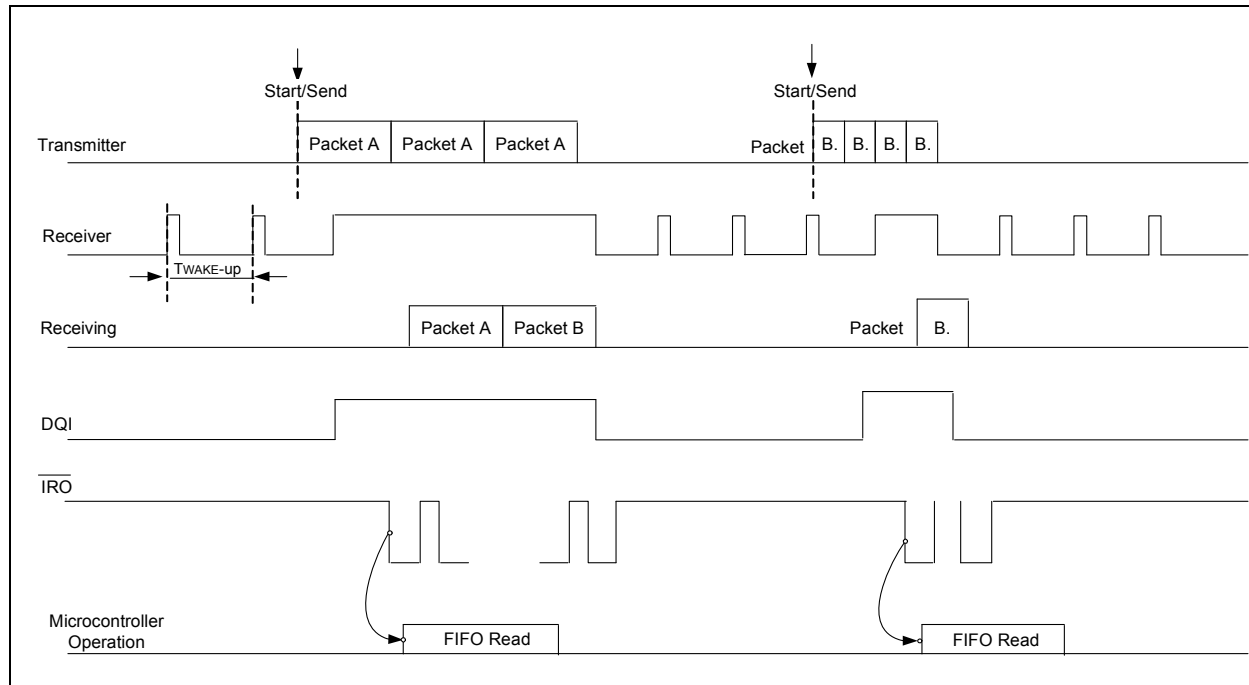 Start/Send
Start/Send
Transmitter
Packet A Packet A Packet A
Packet B. B. B. B.
Receiver
TWAKE-up
Receiving
Packet A Packet B
Packet B.
DQI
IRO
Microcontroller
Operation
FIFO Read
FIFO Read